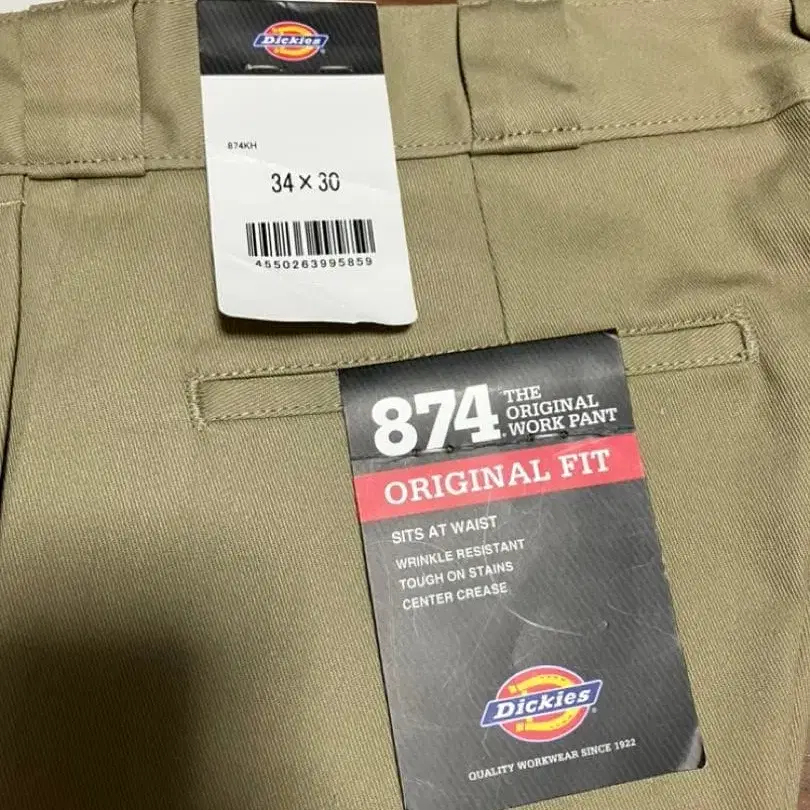 Dickies
874KH
34×30
4550263995859
874
THE
ORIGINAL
WORK PANT
ORIGINAL FIT
SITS AT WAIST
WRINKLE RESISTANT
TOUGH ON STAINS
CENTER CREASE
Dickies
QUALITY WORKWEAR SINCE 1922